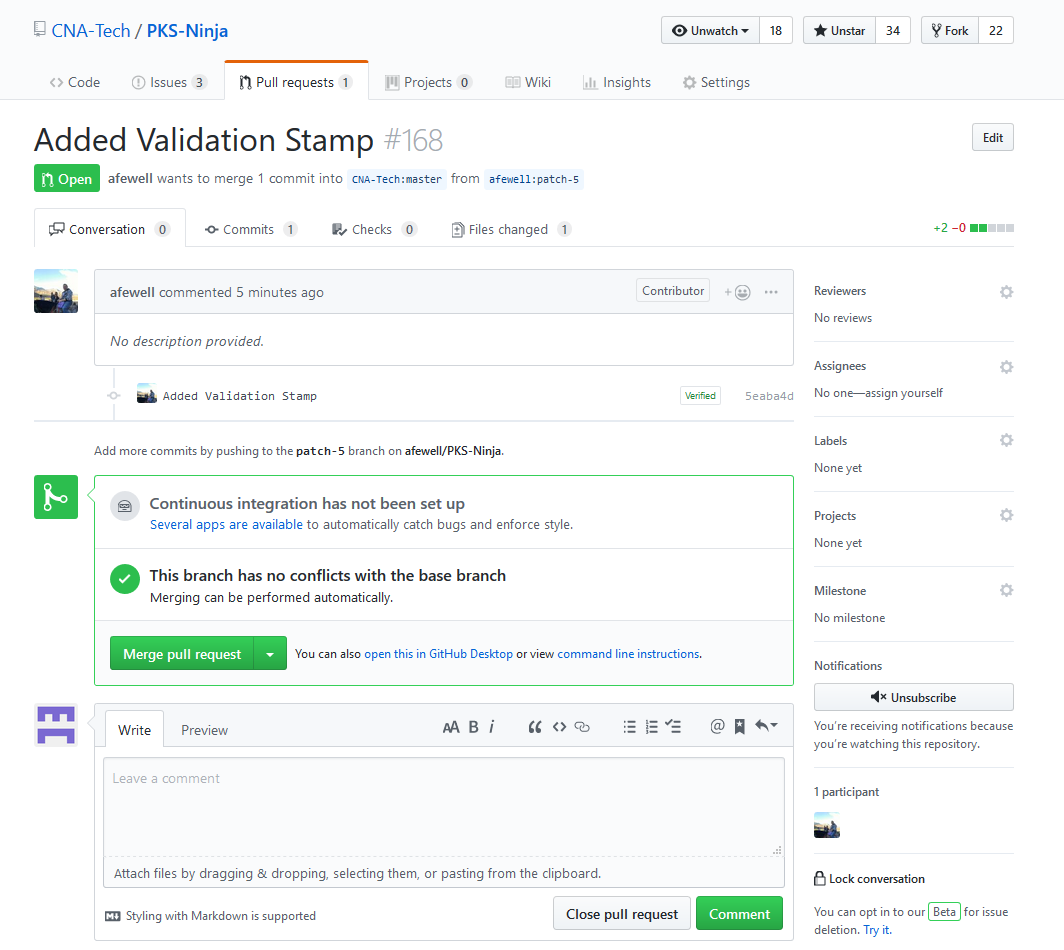 CNA-Tech / PKS-Ninja
Unwatch 18
Unstar 34
Fork 22
Code
Issues 3
Pull requests 1
Projects 0
Wiki
Insights
Settings
Added Validation Stamp #168
Edit
Open
afewell wants to merge 1 commit into CNA-Tech:master from afewell:patch-5
Conversation 0
Commits 1
Checks 0
Files changed 1
+2 −0
afewell commented 5 minutes ago
Contributor
No description provided.
Added Validation Stamp
Verified
5eaba4d
Add more commits by pushing to the patch-5 branch on afewell/PKS-Ninja.
Continuous integration has not been set up
Several apps are available to automatically catch bugs and enforce style.
This branch has no conflicts with the base branch
Merging can be performed automatically.
Merge pull request
You can also open this in GitHub Desktop or view command line instructions.
Write
Preview
AA B i
Leave a comment
Attach files by dragging & dropping, selecting them, or pasting from the clipboard.
Styling with Markdown is supported
Close pull request
Comment
Reviewers
No reviews
Assignees
No one—assign yourself
Labels
None yet
Projects
None yet
Milestone
No milestone
Notifications
Unsubscribe
You're receiving notifications because
you're watching this repository.
1 participant
Lock conversation
You can opt in to our Beta for issue
deletion. Try it.